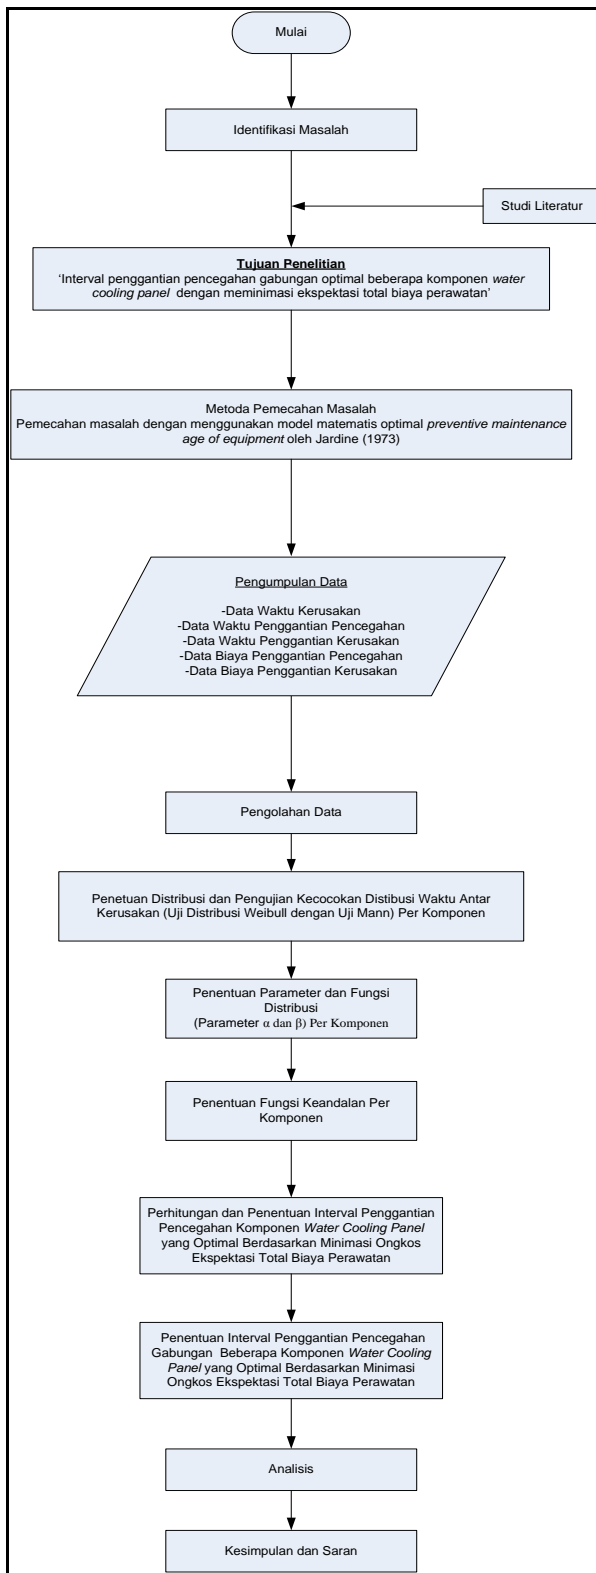 Mulai
Identifikasi Masalah
Studi Literatur
Tujuan Penelitian
‘Interval penggantian pencegahan gabungan optimal beberapa komponen water
cooling panel dengan meminimasi ekspektasi total biaya perawatan’
Metoda Pemecahan Masalah
Pemecahan masalah dengan menggunakan model matematis optimal preventive maintenance
age of equipment oleh Jardine (1973)
Pengumpulan Data
-Data Waktu Kerusakan
-Data Waktu Penggantian Pencegahan
-Data Waktu Penggantian Kerusakan
-Data Biaya Penggantian Pencegahan
-Data Biaya Penggantian Kerusakan
Pengolahan Data
Penetuan Distribusi dan Pengujian Kecocokan Distibusi Waktu Antar
Kerusakan (Uji Distribusi Weibull dengan Uji Mann) Per Komponen
Penentuan Parameter dan Fungsi
Distribusi
(Parameter α dan β) Per Komponen
Penentuan Fungsi Keandalan Per
Komponen
Perhitungan dan Penentuan Interval Penggantian
Pencegahan Komponen Water Cooling Panel
yang Optimal Berdasarkan Minimasi Ongkos
Ekspektasi Total Biaya Perawatan
Penentuan Interval Penggantian Pencegahan
Gabungan Beberapa Komponen Water Cooling
Panel yang Optimal Berdasarkan Minimasi
Ongkos Ekspektasi Total Biaya Perawatan
Analisis
Kesimpulan dan Saran